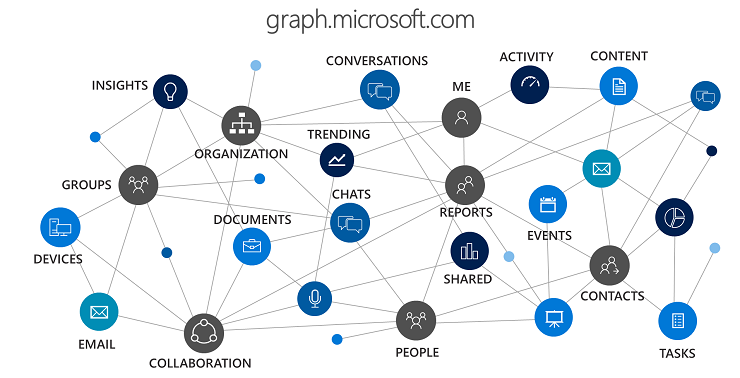 graph.microsoft.com
ACTIVITY
CONTENT
CONVERSATIONS
INSIGHTS
ME
TRENDING
ORGANIZATION
GROUPS
CHATS
DOCUMENTS
REPORTS
EVENTS
DEVICES
SHARED
CONTACTS
EMAIL
PEOPLE
TASKS
COLLABORATION